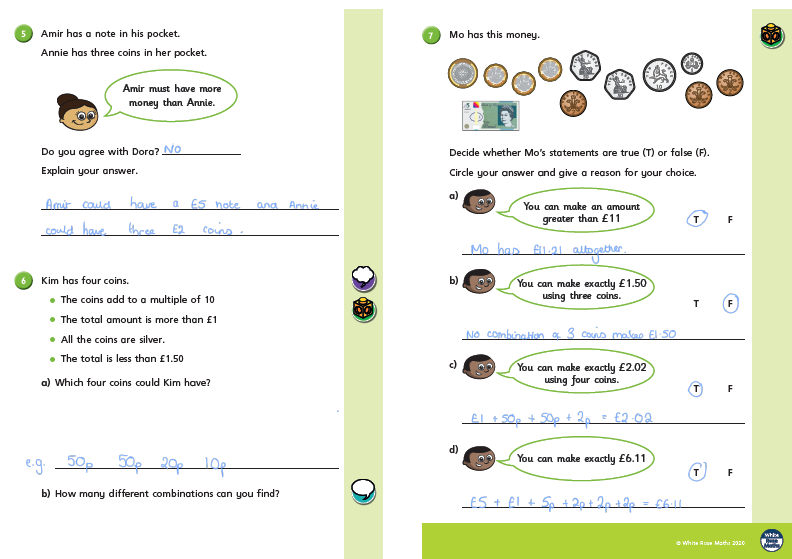 5
Amir has a note in his pocket.
Annie has three coins in her pocket.
Amir must have more
money than Annie.
Do you agree with Dora? No
Explain your answer.
Amir could have a £5 note and Annie
could have three £2 coins.
6
Kim has four coins.
• The coins add to a multiple of 10
• The total amount is more than £1
• All the coins are silver.
• The total is less than £1.50
a) Which four coins could Kim have?
e.g. 50p 50p 20p 10p
b) How many different combinations can you find?
7
Mo has this money.
Decide whether Mo's statements are true (T) or false (F).
Circle your answer and give a reason for your choice.
a)
You can make an amount
greater than £11
T F
Mo has £11.21 altogether.
b)
You can make exactly £1.50
using three coins.
T F
No combination of 3 coins makes £1.50
c)
You can make exactly £2.02
using four coins.
T F
£1 + 50p + 50p + 2p = £2.02
d)
You can make exactly £6.11
T F
£5 + £1 + 5p + 2p + 2p + 2p = £6.11
© White Rose Maths 2020
White
Rose
Maths